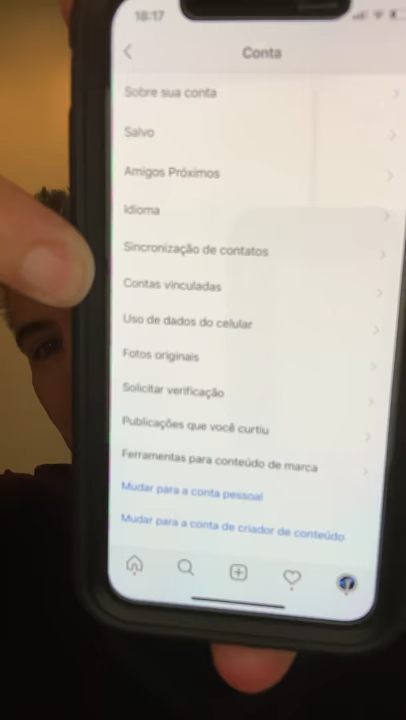 18:17
Conta
Sobre sua conta
Salvo
Amigos Próximos
Idioma
Sincronização de contatos
Contas vinculadas
Uso de dados do celular
Fotos originais
Solicitar verificação
Publicações que você curtiu
Ferramentas para conteúdo de marca
Mudar para a conta pessoal
Mudar para a conta de criador de conteúdo